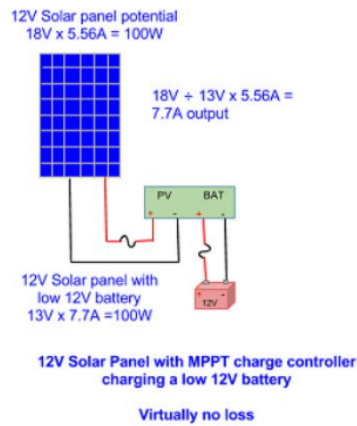 12V Solar panel potential
18V x 5.56A = 100W
18V ÷ 13V x 5.56A =
7.7A output
PV BAT
+ - + -
12V Solar panel with
low 12V battery
13V x 7.7A =100W
+ -
12V
12V Solar Panel with MPPT charge controller
charging a low 12V battery
Virtually no loss